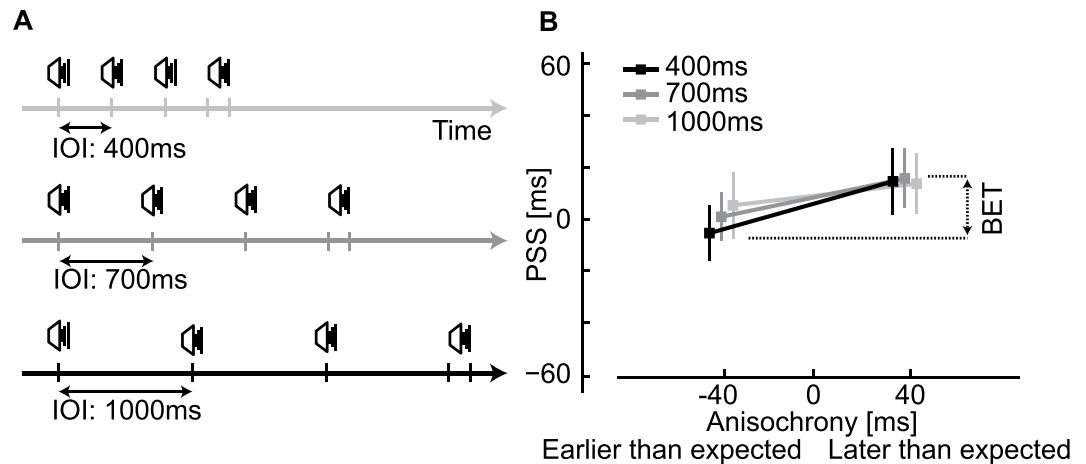 A
Time
IOI: 400ms
IOI: 700ms
IOI: 1000ms
B
60
400ms
700ms
1000ms
PSS [ms]
0
BET
−60
-40 0 40
Anisochrony [ms]
Earlier than expected Later than expected